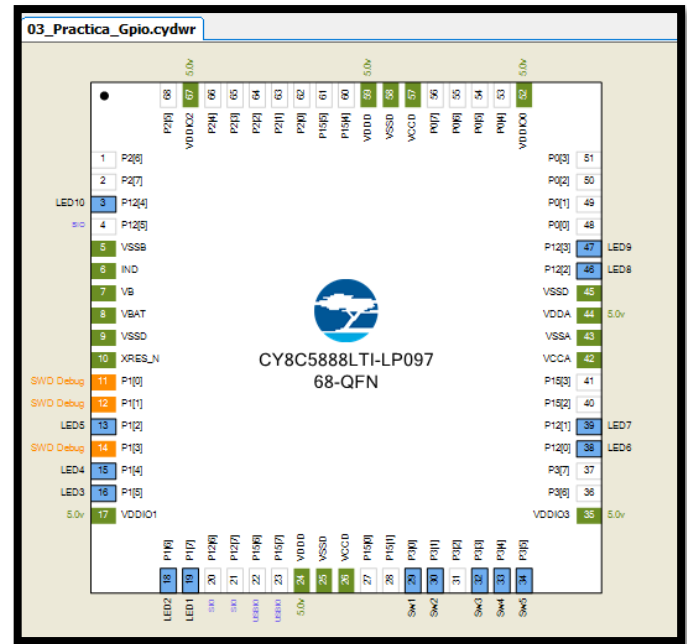 03_Practica_Gpio.cydwr
5.0v 5.0v 5.0v
68 67 66 65 64 63 62 61 60 59 58 57 56 55 54 53 52
P2[5] VDDIO2 P2[4] P2[3] P2[2] P2[1] P2[0] P15[5] P15[4] VDDD VSSD VCCD P0[7] P0[6] P0[5] P0[4] VDDIO0
1 P2[6]
2 P2[7]
LED10 3 P12[4]
SIO 4 P12[5]
5 VSSB
6 IND
7 VB
8 VBAT
9 VSSD
10 XRES_N
SWD Debug 11 P1[0]
SWD Debug 12 P1[1]
LED5 13 P1[2]
SWD Debug 14 P1[3]
LED4 15 P1[4]
LED3 16 P1[5]
5.0v 17 VDDIO1
CY8C5888LTI-LP097
68-QFN
P0[3] 51
P0[2] 50
P0[1] 49
P0[0] 48
P12[3] 47 LED9
P12[2] 46 LED8
VSSD 45
VDDA 44 5.0v
VSSA 43
VCCA 42
P15[3] 41
P15[2] 40
P12[1] 39 LED7
P12[0] 38 LED6
P3[7] 37
P3[6] 36
VDDIO3 35 5.0v
P1[6] P1[7] P12[6] P12[7] P15[6] P15[7] VDDD VSSD VCCD P15[0] P15[1] P3[0] P3[1] P3[2] P3[3] P3[4] P3[5]
18 19 20 21 22 23 24 25 26 27 28 29 30 31 32 33 34
LED2 LED1 SIO SIO USBIO USBIO 5.0v Sw1 Sw2 Sw3 Sw4 Sw5